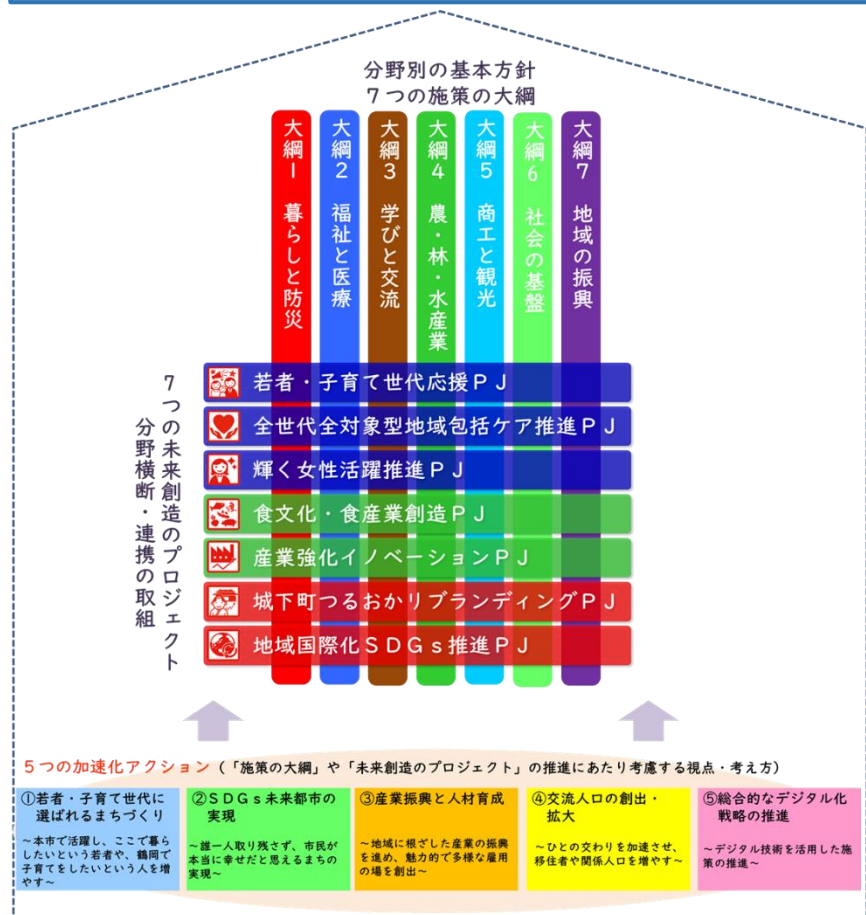 分野別の基本方針
7つの施策の大綱
大綱1　暮らしと防災
大綱2　福祉と医療
大綱3　学びと交流
大綱4　農・林・水産業
大綱5　商工と観光
大綱6　社会の基盤
大綱7　地域の振興
7つの未来創造のプロジェクト
分野横断・連携の取組
若者・子育て世代応援ＰＪ
全世代全対象型地域包括ケア推進ＰＪ
輝く女性活躍推進ＰＪ
食文化・食産業創造ＰＪ
産業強化イノベーションＰＪ
城下町つるおかリブランディングＰＪ
地域国際化ＳＤＧｓ推進ＰＪ
5つの加速化アクション（「施策の大綱」や「未来創造のプロジェクト」の推進にあたり考慮する視点・考え方）
①若者・子育て世代に
選ばれるまちづくり
～本市で活躍し、ここで暮ら
したいという若者や、鶴岡で
子育てをしたいという人を増
やす～
②ＳＤＧｓ未来都市の
実現
～誰一人取り残さず、市民が
本当に幸せだと思えるまちの
実現～
③産業振興と人材育成
～地域に根ざした産業の振興
を進め、魅力的で多様な雇用
の場を創出～
④交流人口の創出・
拡大
～ひとの交わりを加速させ、
移住者や関係人口を増やす～
⑤総合的なデジタル化
戦略の推進
～デジタル技術を活用した施
策の推進～